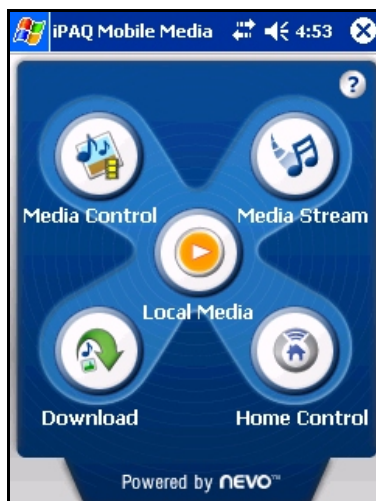 iPAQ Mobile Media 4:53
?
Media Control Media Stream
Local Media
Download Home Control
Powered by nevo™